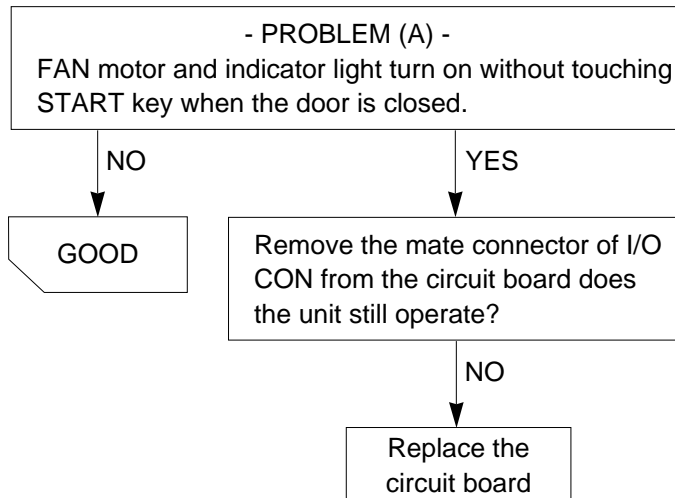 - PROBLEM (A) -
FAN motor and indicator light turn on without touching
START key when the door is closed.
NO
YES
GOOD
Remove the mate connector of I/O
CON from the circuit board does
the unit still operate?
NO
Replace the
circuit board